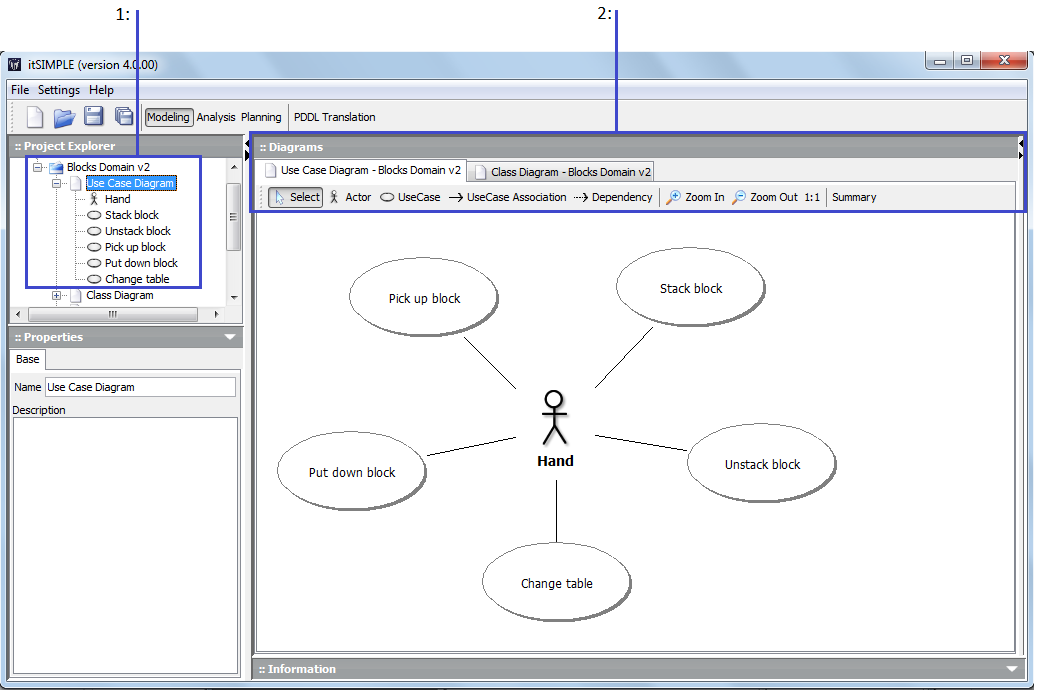 1:
2:
itSIMPLE (version 4.0.00)
File Settings Help
Modeling Analysis Planning PDDL Translation
:: Project Explorer
Blocks Domain v2
Use Case Diagram
Hand
Stack block
Unstack block
Pick up block
Put down block
Change table
Class Diagram
:: Properties
Base
Name Use Case Diagram
Description
:: Diagrams
Use Case Diagram - Blocks Domain v2 Class Diagram - Blocks Domain v2
Select Actor UseCase UseCase Association Dependency Zoom In Zoom Out 1:1 Summary
Pick up block
Stack block
Hand
Put down block
Unstack block
Change table
:: Information